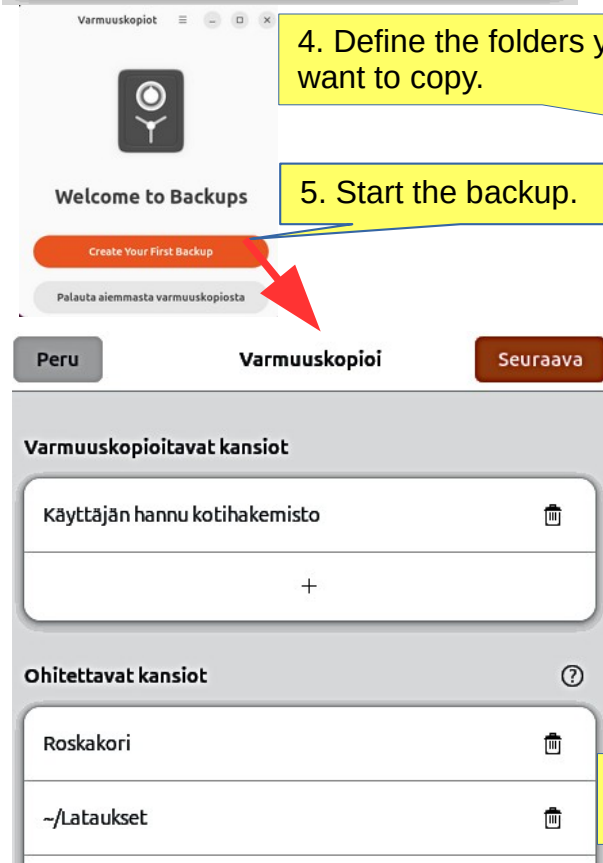 Varmuuskopiot
4. Define the folders
want to copy.
Welcome to Backups
5. Start the backup.
Create Your First Backup
Palauta aiemmasta varmuuskopiosta
Peru
Varmuuskopioi
Seuraava
Varmuuskopioitavat kansiot
Käyttäjän hannu kotihakemisto
+
Ohitettavat kansiot
?
Roskakori
~/Lataukset